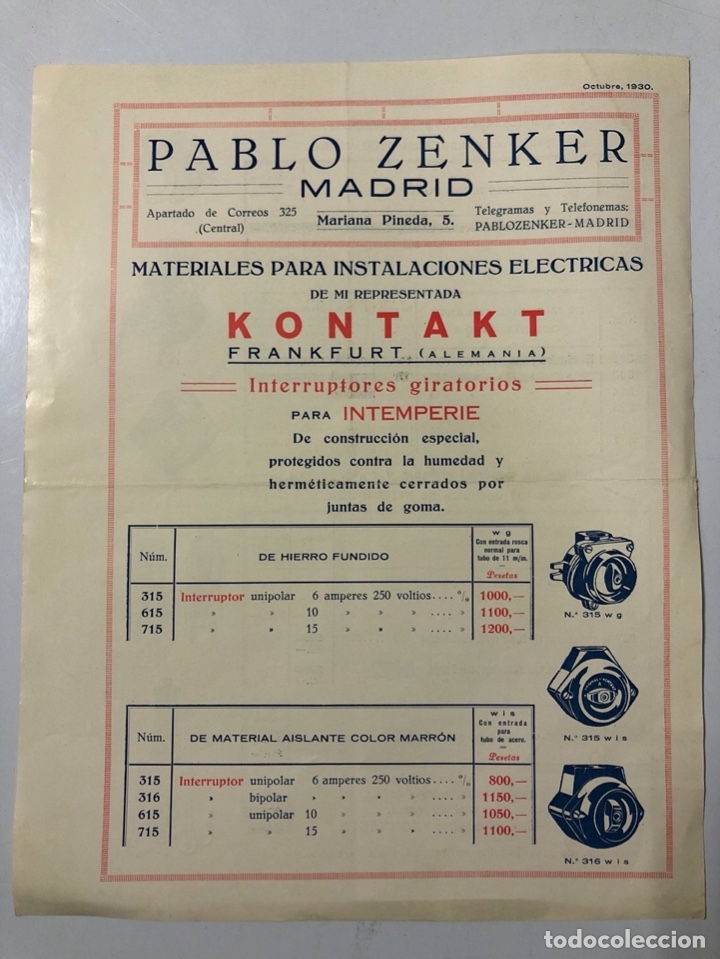 Octubre, 1930.
PABLO ZENKER
MADRID
Apartado de Correos 325
(Central)
Mariana Pineda, 5.
Telegramas y Telefonemas:
PABLOZENKER-MADRID
MATERIALES PARA INSTALACIONES ELECTRICAS
DE MI REPRESENTADA
KONTAKT
FRANKFURT (ALEMANIA)
Interruptores giratorios
PARA INTEMPERIE
De construcción especial,
protegidos contra la humedad y
herméticamente cerrados por
juntas de goma.
Núm. DE HIERRO FUNDIDO
w g
Con entrada rosca
normal para
tubo de 11 m/m.
Pesetas
315 Interruptor unipolar 6 amperes 250 voltios.... º/o 1000,—
615 » » 10 » » » .... » 1100,—
715 » » 15 » » » .... » 1200,—
N.º 315 w g
N.º 315 w i s
Núm. DE MATERIAL AISLANTE COLOR MARRÓN
w i s
Con entrada
para
tubo de acero.
Pesetas
315 Interruptor unipolar 6 amperes 250 voltios.... º/o 800,—
316 » bipolar » » » » .... » 1150,—
615 » unipolar 10 » » » .... » 1050,—
715 » » 15 » » » .... » 1100,—
N.º 316 w i s
todocoleccion